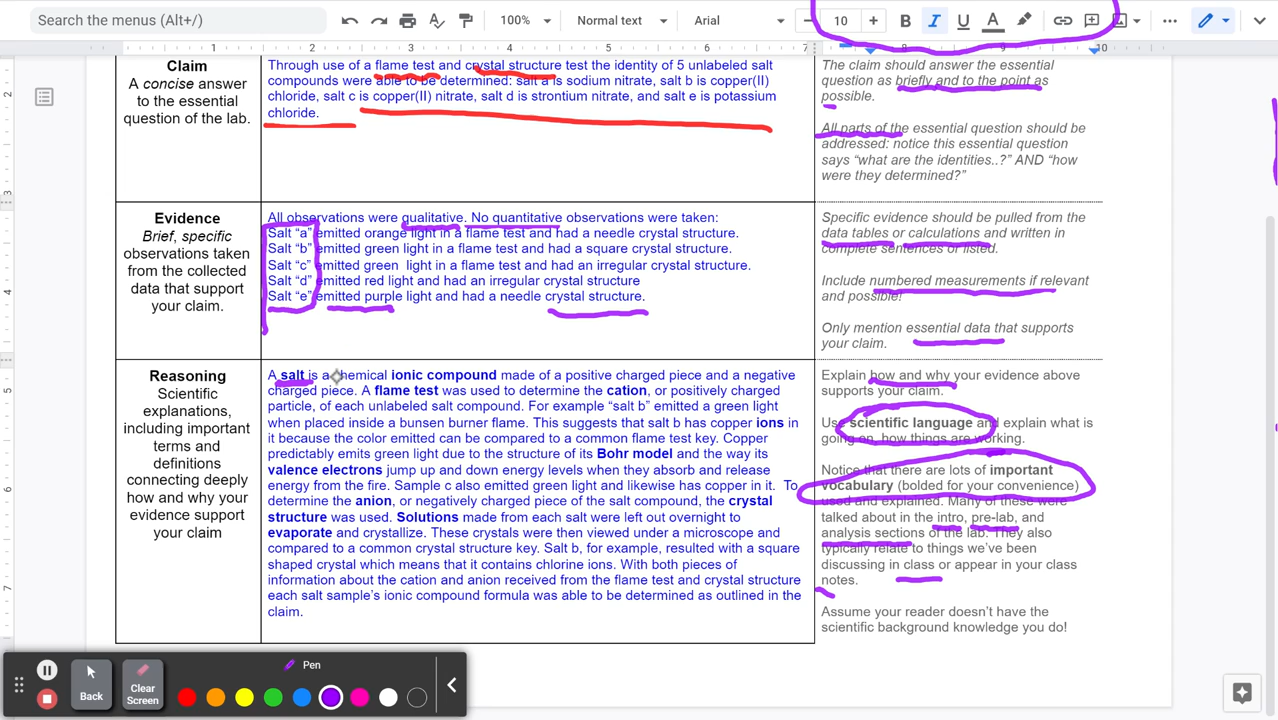 Search the menus (Alt+/)
100%
Normal text
Arial
10
B I U A
1 2 3 4 5 6 7 8 9 10
Claim
A concise answer
to the essential
question of the lab.
Through use of a flame test and crystal structure test the identity of 5 unlabeled salt
compounds were able to be determined: salt a is sodium nitrate, salt b is copper(II)
chloride, salt c is copper(II) nitrate, salt d is strontium nitrate, and salt e is potassium
chloride.
The claim should answer the essential
question as briefly and to the point as
possible.
All parts of the essential question should be
addressed: notice this essential question
says “what are the identities..?” AND “how
were they determined?”
Evidence
Brief, specific
observations taken
from the collected
data that support
your claim.
All observations were qualitative. No quantitative observations were taken:
Salt “a” emitted orange light in a flame test and had a needle crystal structure.
Salt “b” emitted green light in a flame test and had a square crystal structure.
Salt “c” emitted green  light in a flame test and had an irregular crystal structure.
Salt “d” emitted red light and had an irregular crystal structure
Salt “e” emitted purple light and had a needle crystal structure.
Specific evidence should be pulled from the
data tables or calculations and written in
complete sentences or listed.
Include numbered measurements if relevant
and possible!
Only mention essential data that supports
your claim.
Reasoning
Scientific
explanations,
including important
terms and
definitions
connecting deeply
how and why your
evidence support
your claim
A salt is a chemical ionic compound made of a positive charged piece and a negative
charged piece. A flame test was used to determine the cation, or positively charged
particle, of each unlabeled salt compound. For example “salt b” emitted a green light
when placed inside a bunsen burner flame. This suggests that salt b has copper ions in
it because the color emitted can be compared to a common flame test key. Copper
predictably emits green light due to the structure of its Bohr model and the way its
valence electrons jump up and down energy levels when they absorb and release
energy from the fire. Sample c also emitted green light and likewise has copper in it.  To
determine the anion, or negatively charged piece of the salt compound, the crystal
structure was used. Solutions made from each salt were left out overnight to
evaporate and crystallize. These crystals were then viewed under a microscope and
compared to a common crystal structure key. Salt b, for example, resulted with a square
shaped crystal which means that it contains chlorine ions. With both pieces of
information about the cation and anion received from the flame test and crystal structure
each salt sample’s ionic compound formula was able to be determined as outlined in the
claim.
Explain how and why your evidence above
supports your claim.
Use scientific language and explain what is
going on, how things are working.
Notice that there are lots of important
vocabulary (bolded for your convenience)
used and explained. Many of these were
talked about in the intro, pre-lab, and
analysis sections of the lab. They also
typically relate to things we’ve been
discussing in class or appear in your class
notes.
Assume your reader doesn’t have the
scientific background knowledge you do!
2
3
4
5
6
7
Pen
Back
Clear
Screen